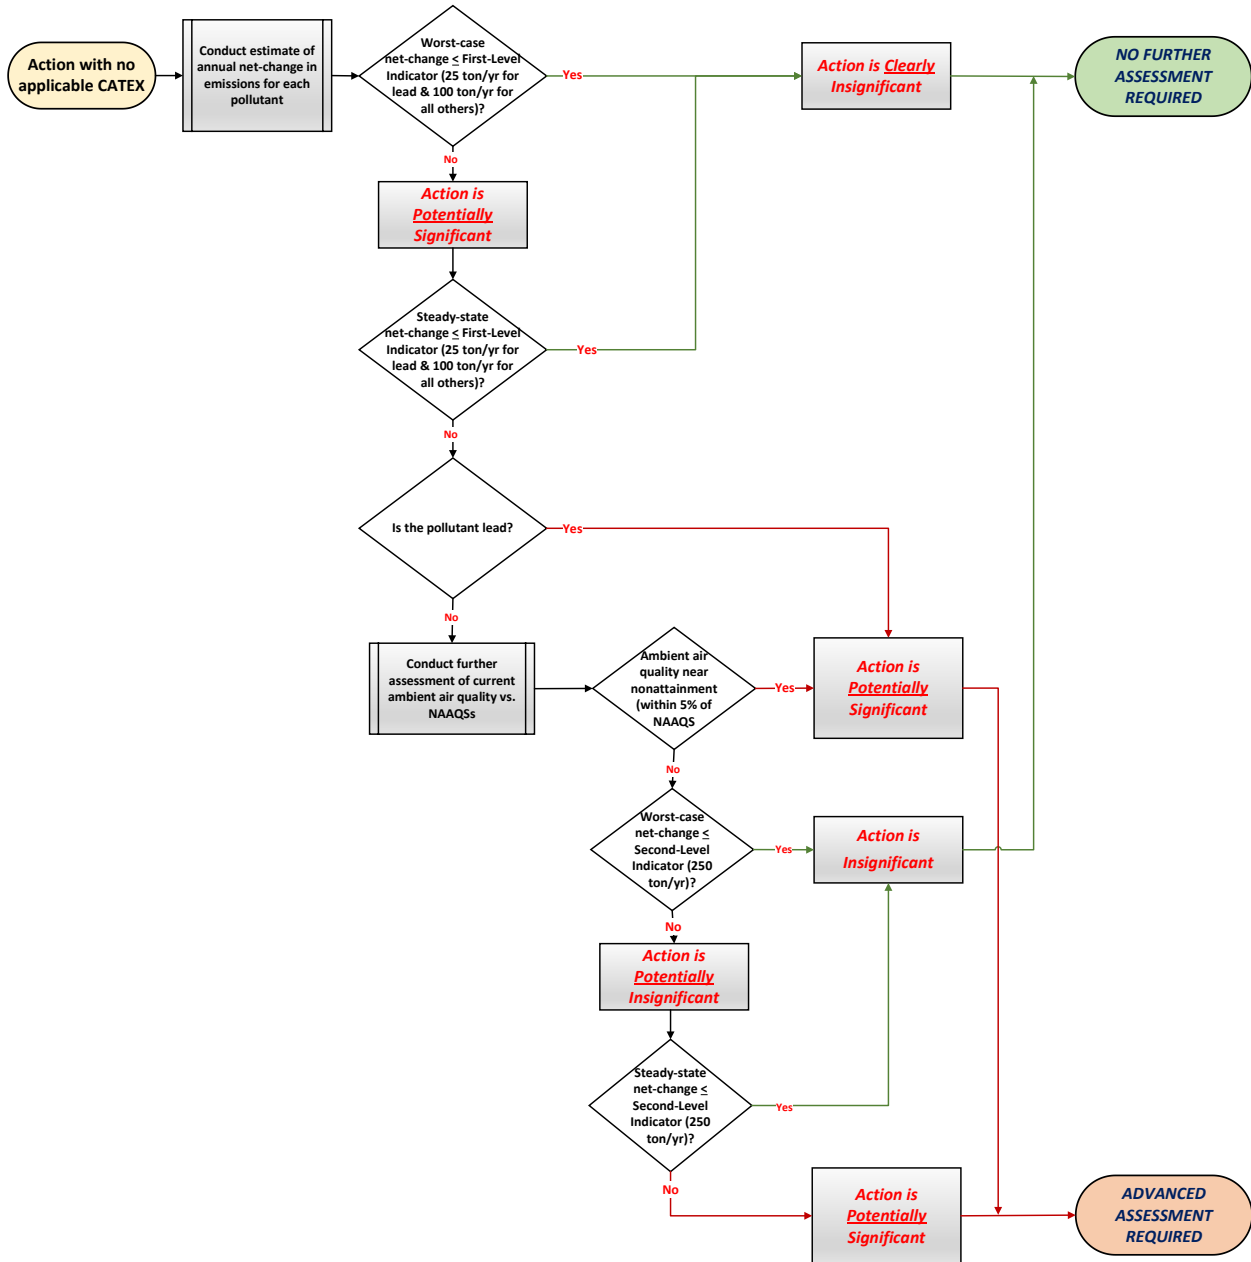 Action with no
applicable CATEX
Conduct estimate of
annual net-change in
emissions for each
pollutant
Worst-case
net-change ≤ First-Level
Indicator (25 ton/yr for
lead & 100 ton/yr for
all others)?
Yes
Action is Clearly
Insignificant
NO FURTHER
ASSESSMENT
REQUIRED
No
Action is
Potentially
Significant
Steady-state
net-change ≤ First-Level
Indicator (25 ton/yr for
lead & 100 ton/yr for
all others)?
Yes
No
Is the pollutant lead?
Yes
No
Conduct further
assessment of current
ambient air quality vs.
NAAQSs
Ambient air
quality near
nonattainment
(within 5% of
NAAQS
Yes
Action is
Potentially
Significant
No
Worst-case
net-change ≤
Second-Level
Indicator (250
ton/yr)?
Yes
Action is
Insignificant
No
Action is
Potentially
Insignificant
Steady-state
net-change ≤
Second-Level
Indicator (250
ton/yr)?
Yes
No
Action is
Potentially
Significant
ADVANCED
ASSESSMENT
REQUIRED